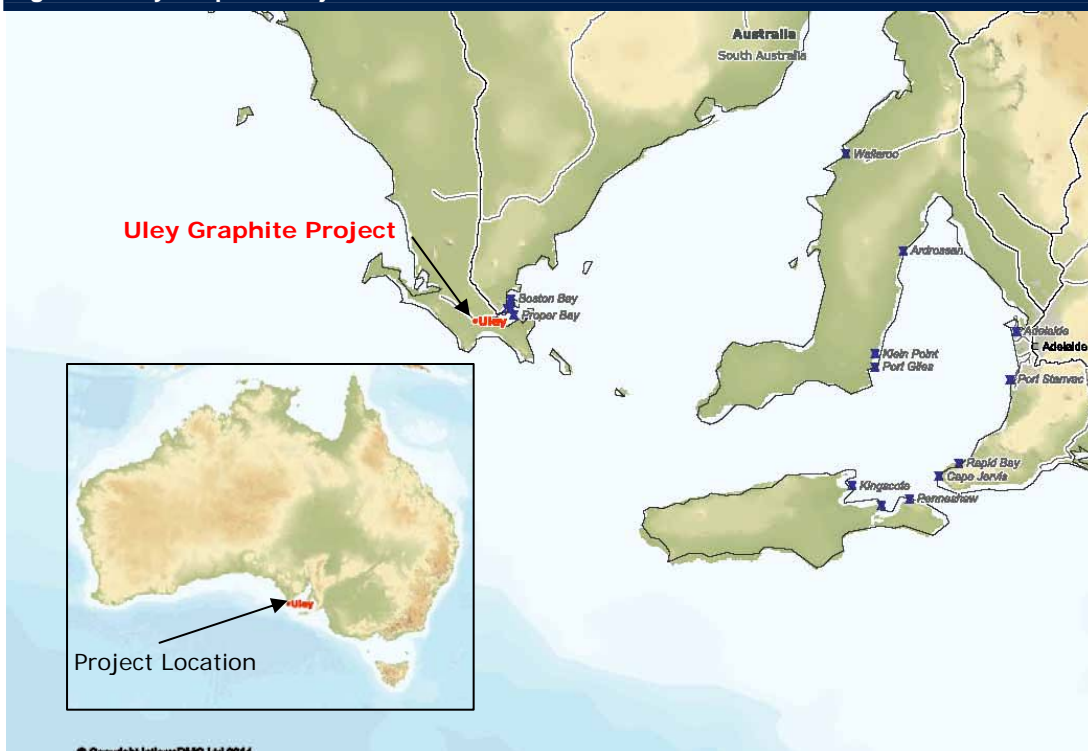 Australia
South Australia
Wallaroo
Uley Graphite Project
Ardrossan
Boston Bay
Uley
Proper Bay
Adelaide
Adelaide
Klein Point
Port Giles
Port Stanvac
Rapid Bay
Cape Jervis
Kingscote
Penneshaw
Uley
Project Location